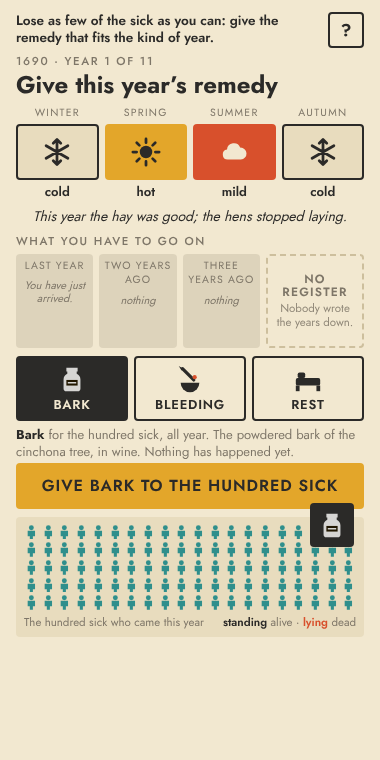 Lose as few of the sick as you can: give the
remedy that fits the kind of year.
?
1690 · YEAR 1 OF 11
Give this year's remedy
WINTER SPRING SUMMER AUTUMN
cold hot mild cold
This year the hay was good; the hens stopped laying.
WHAT YOU HAVE TO GO ON
LAST YEAR
You have just
arrived.
TWO YEARS
AGO
nothing
THREE
YEARS AGO
nothing
NO
REGISTER
Nobody wrote
the years down.
BARK BLEEDING REST
Bark for the hundred sick, all year. The powdered bark of the
cinchona tree, in wine. Nothing has happened yet.
GIVE BARK TO THE HUNDRED SICK
The hundred sick who came this year standing alive · lying dead